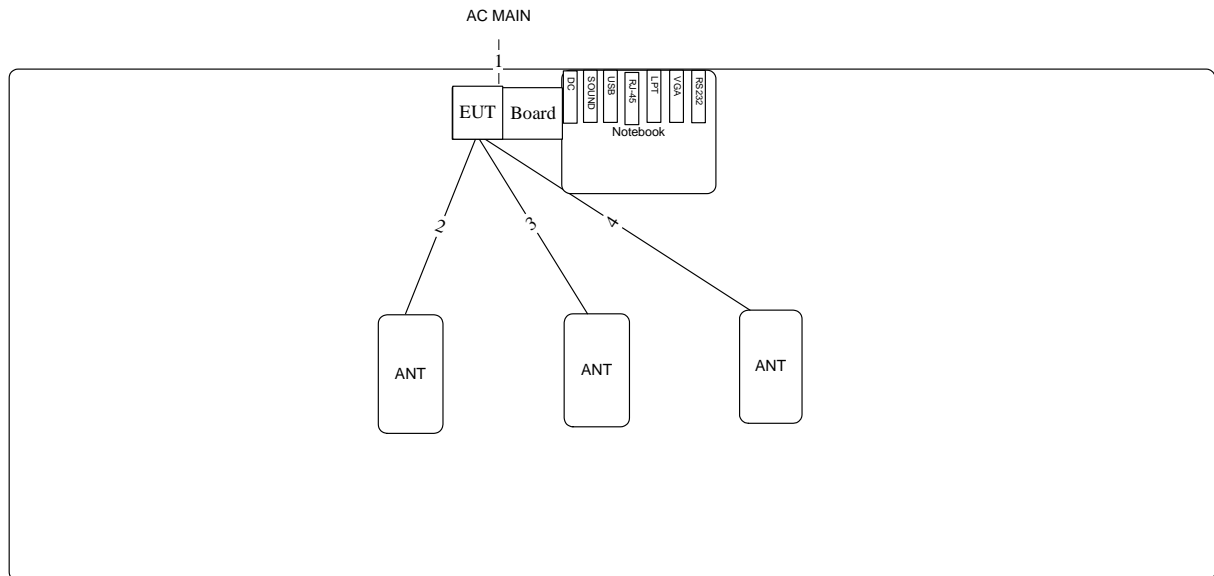 AC MAIN
1
EUT
Board
DC
SOUND
USB
RJ-45
LPT
VGA
RS232
Notebook
2
3
4
ANT
ANT
ANT